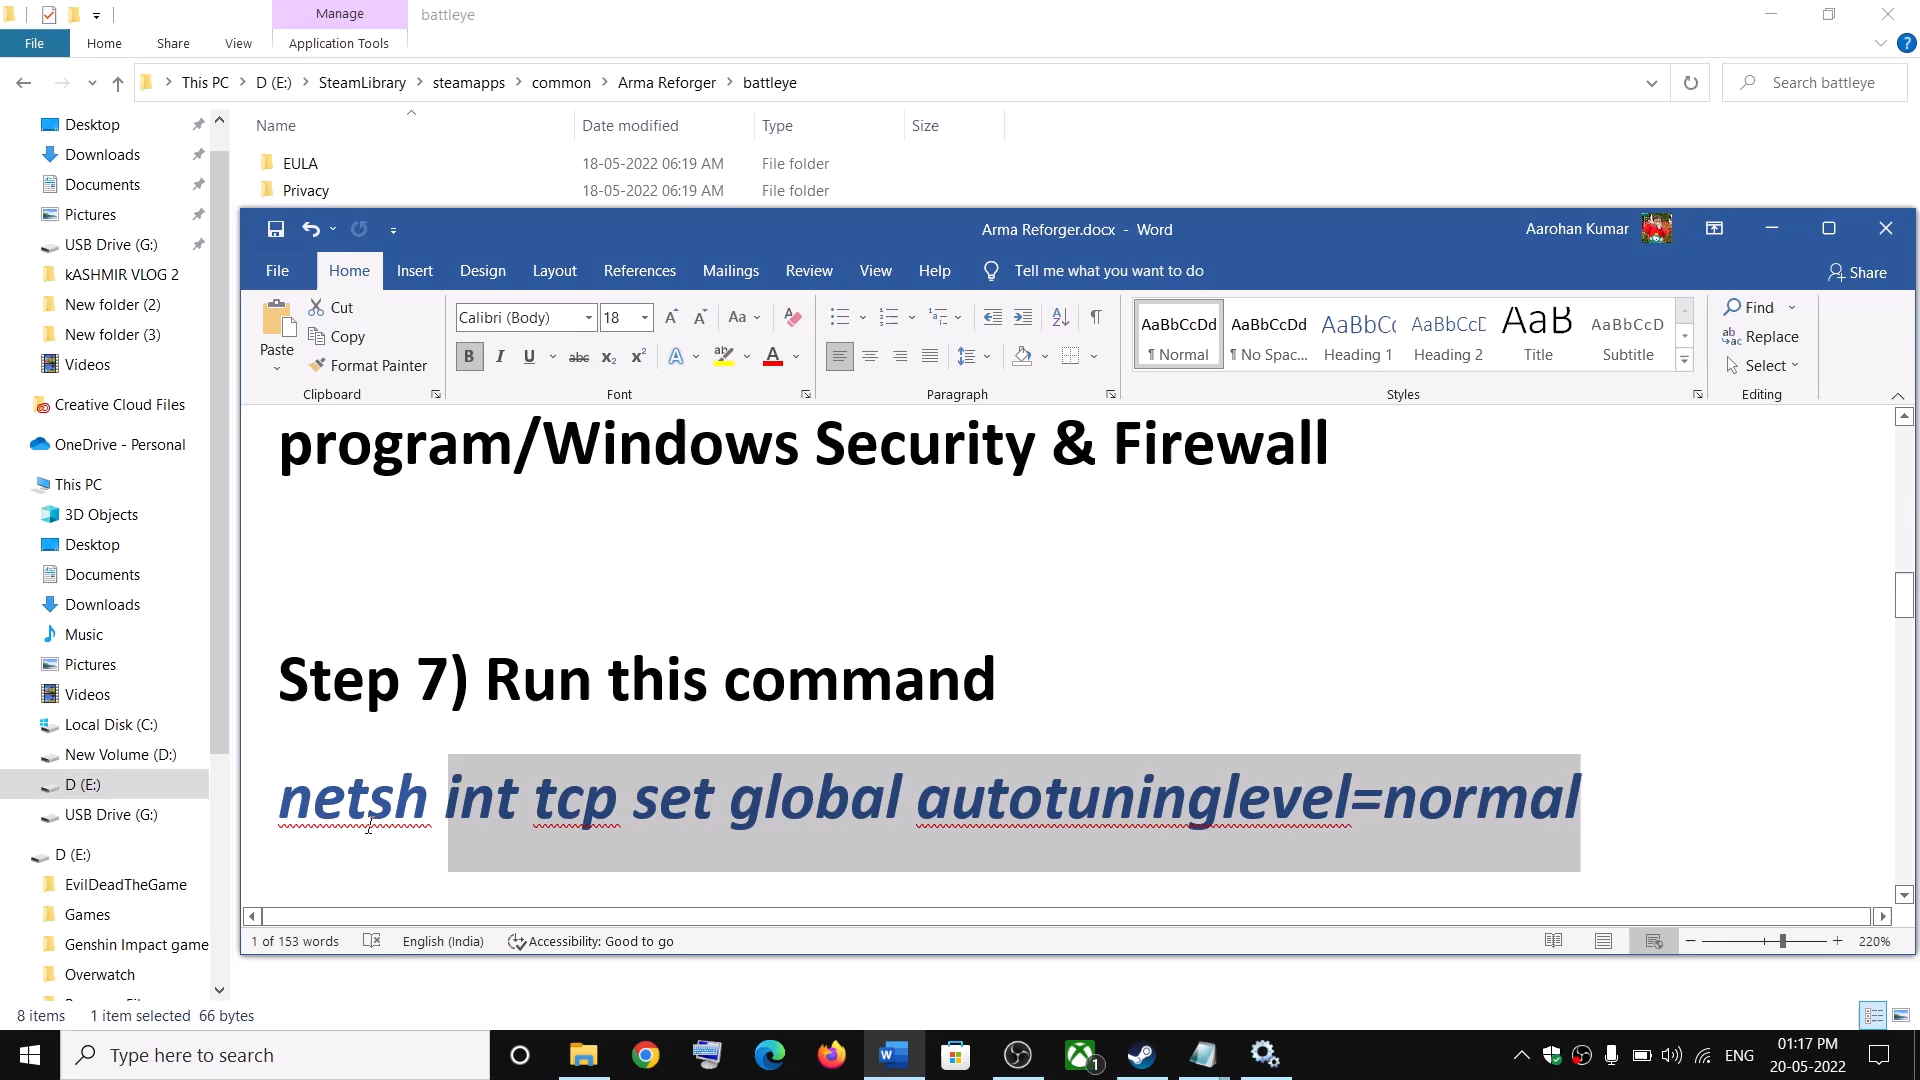 Manage
battleye
File
Home
Share
View
Application Tools
This PC
D (E:)
SteamLibrary
steamapps
common
Arma Reforger
battleye
Search battleye
Name
Date modified
Type
Size
EULA
18-05-2022 06:19 AM
File folder
Privacy
18-05-2022 06:19 AM
File folder
Desktop
Downloads
Documents
Pictures
USB Drive (G:)
kASHMIR VLOG 2
New folder (2)
New folder (3)
Videos
Creative Cloud Files
OneDrive - Personal
This PC
3D Objects
Desktop
Documents
Downloads
Music
Pictures
Videos
Local Disk (C:)
New Volume (D:)
D (E:)
USB Drive (G:)
D (E:)
EvilDeadTheGame
Games
Genshin Impact game
Overwatch
8 items
1 item selected 66 bytes
Arma Reforger.docx - Word
Aarohan Kumar
File
Home
Insert
Design
Layout
References
Mailings
Review
View
Help
Tell me what you want to do
Share
Paste
Cut
Copy
Format Painter
Clipboard
Calibri (Body)
18
Font
Paragraph
AaBbCcDd
¶ Normal
AaBbCcDd
¶ No Spac...
AaBbCc
Heading 1
AaBbCcE
Heading 2
AaB
Title
AaBbCcD
Subtitle
Styles
Find
Replace
Select
Editing
program/Windows Security & Firewall
Step 7) Run this command
netsh int tcp set global autotuninglevel=normal
1 of 153 words
English (India)
Accessibility: Good to go
220%
Type here to search
1
ENG
01:17 PM
20-05-2022